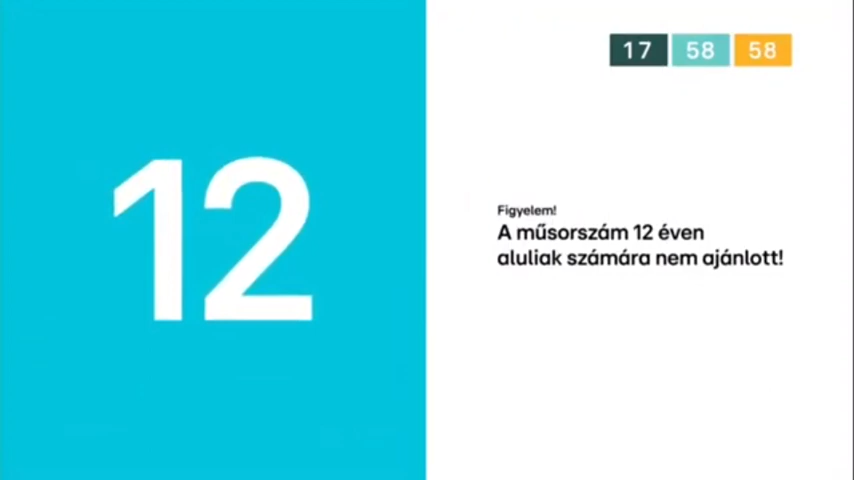 12
17 58 58
Figyelem!
A műsorszám 12 éven
aluliak számára nem ajánlott!